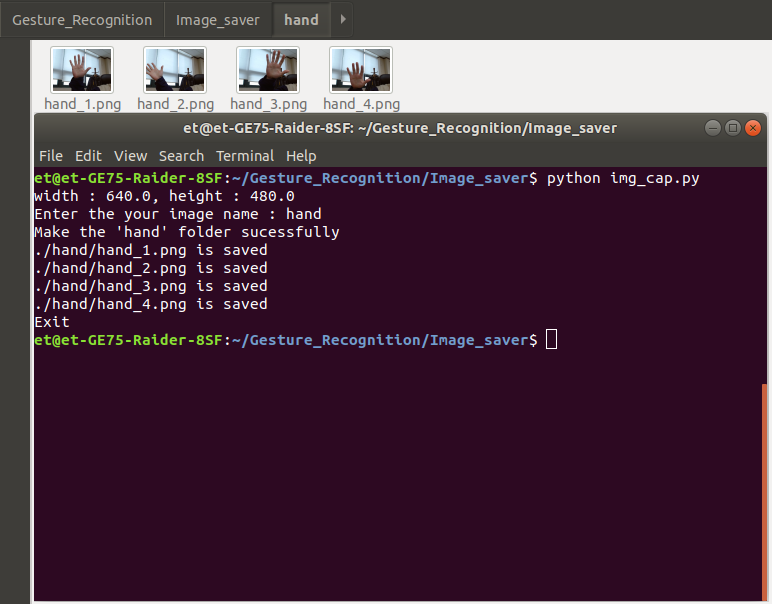 Gesture_Recognition Image_saver hand
hand_1.png hand_2.png hand_3.png hand_4.png
et@et-GE75-Raider-8SF: ~/Gesture_Recognition/Image_saver
File Edit View Search Terminal Help
et@et-GE75-Raider-8SF:~/Gesture_Recognition/Image_saver$ python img_cap.py
width : 640.0, height : 480.0
Enter the your image name : hand
Make the 'hand' folder sucessfully
./hand/hand_1.png is saved
./hand/hand_2.png is saved
./hand/hand_3.png is saved
./hand/hand_4.png is saved
Exit
et@et-GE75-Raider-8SF:~/Gesture_Recognition/Image_saver$